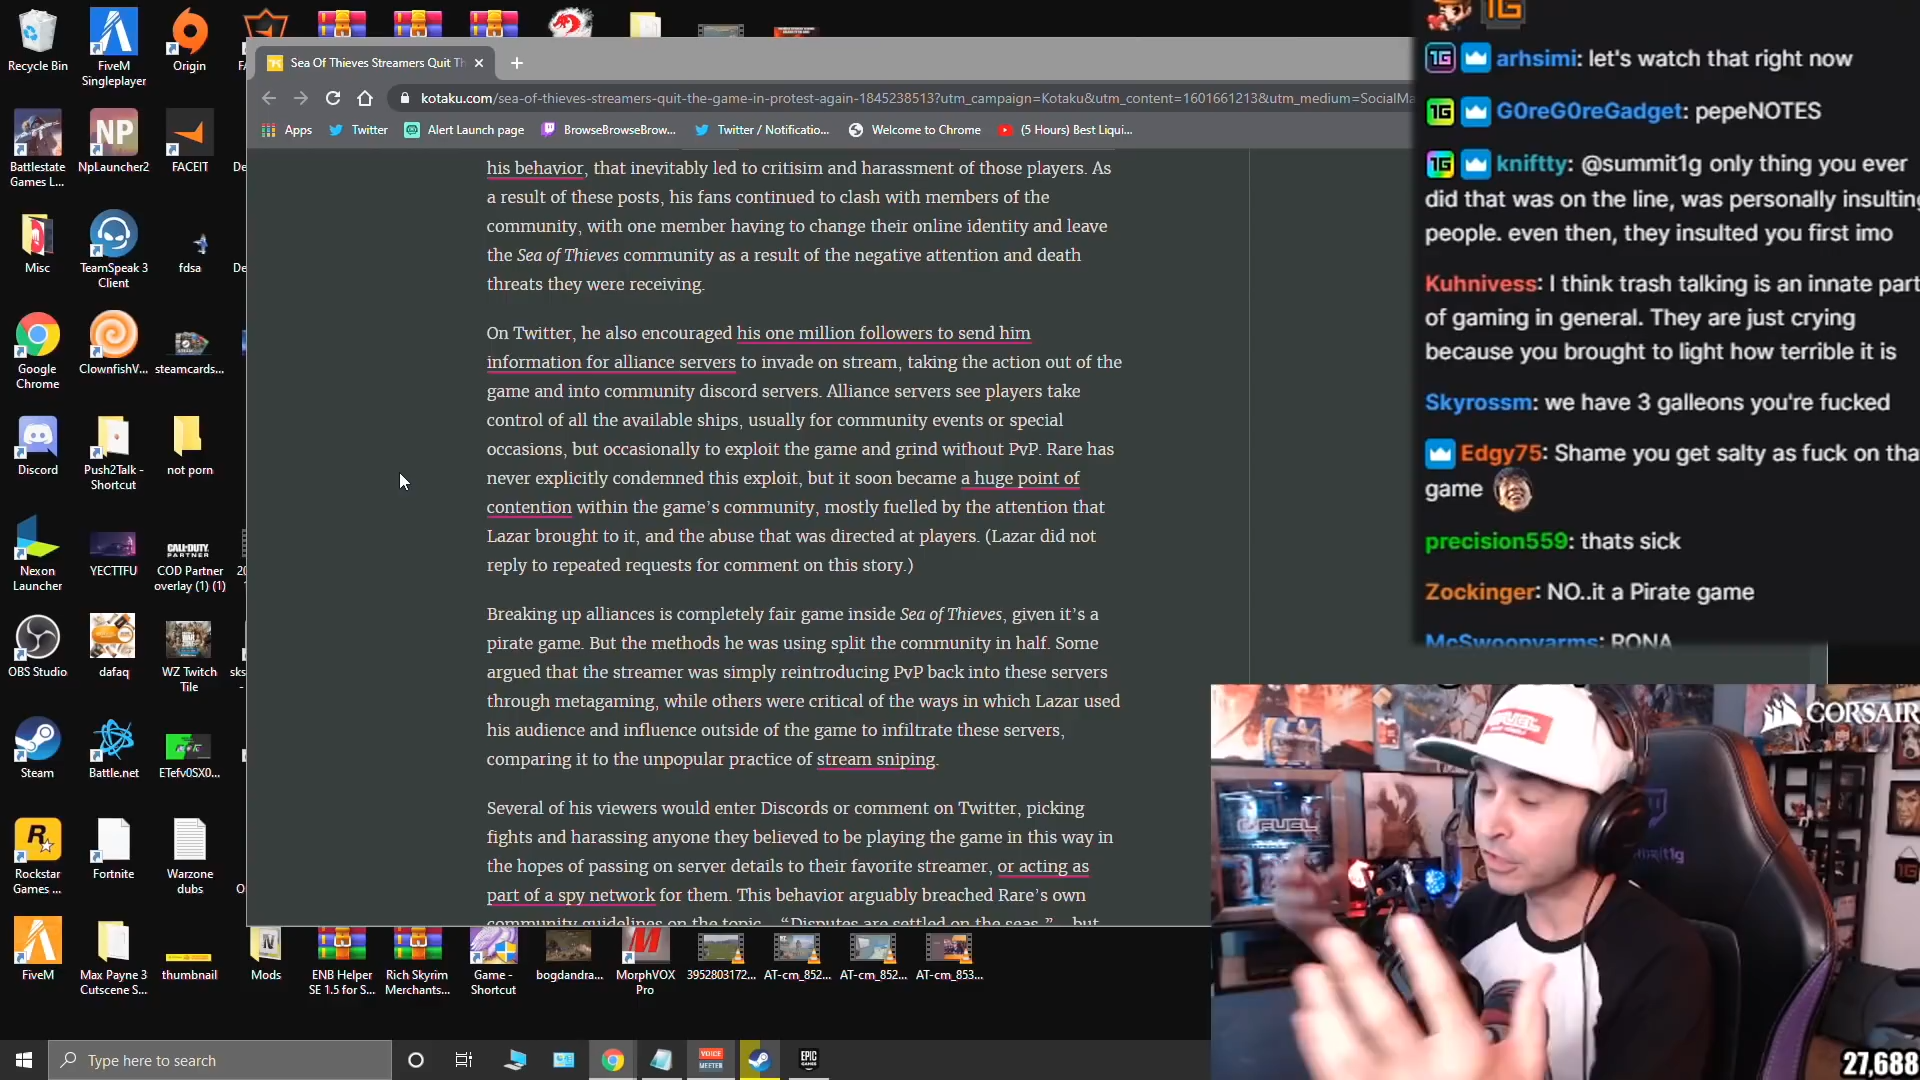 Recycle Bin
FiveM
Singleplayer
Origin
Battlestate
Games L...
NpLauncher2
FACEIT
Misc
TeamSpeak 3
Client
fdsa
Google
Chrome
ClownfishV...
steamcards...
Discord
Push2Talk -
Shortcut
not porn
Nexon
Launcher
YECTTFU
CALL·DUTY
PARTNER
COD Partner
overlay (1) (1)
OBS Studio
dafaq
WZ Twitch
Tile
Steam
Battle.net
ETefv0SX0...
Rockstar
Games ...
Fortnite
Warzone
dubs
FiveM
Max Payne 3
Cutscene S...
thumbnail
Mods
ENB Helper
SE 1.5 for S...
Rich Skyrim
Merchants...
Game -
Shortcut
bogdandra...
MorphVOX
Pro
3952803172...
AT-cm_852...
AT-cm_852...
AT-cm_853...
Sea Of Thieves Streamers Quit Th
kotaku.com/sea-of-thieves-streamers-quit-the-game-in-protest-again-1845238513?utm_campaign=Kotaku&utm_content=1601661213&utm_medium=SocialMa
Apps
Twitter
Alert Launch page
BrowseBrowseBrow...
Twitter / Notificatio...
Welcome to Chrome
(5 Hours) Best Liqui...
his behavior, that inevitably led to critisim and harassment of those players. As
a result of these posts, his fans continued to clash with members of the
community, with one member having to change their online identity and leave
the Sea of Thieves community as a result of the negative attention and death
threats they were receiving.
On Twitter, he also encouraged his one million followers to send him
information for alliance servers to invade on stream, taking the action out of the
game and into community discord servers. Alliance servers see players take
control of all the available ships, usually for community events or special
occasions, but occasionally to exploit the game and grind without PvP. Rare has
never explicitly condemned this exploit, but it soon became a huge point of
contention within the game's community, mostly fuelled by the attention that
Lazar brought to it, and the abuse that was directed at players. (Lazar did not
reply to repeated requests for comment on this story.)
Breaking up alliances is completely fair game inside Sea of Thieves, given it's a
pirate game. But the methods he was using split the community in half. Some
argued that the streamer was simply reintroducing PvP back into these servers
through metagaming, while others were critical of the ways in which Lazar used
his audience and influence outside of the game to infiltrate these servers,
comparing it to the unpopular practice of stream sniping.
Several of his viewers would enter Discords or comment on Twitter, picking
fights and harassing anyone they believed to be playing the game in this way in
the hopes of passing on server details to their favorite streamer, or acting as
part of a spy network for them. This behavior arguably breached Rare's own
community guidelines on the topic—"Disputes are settled on the seas,"—but
arhsimi: let's watch that right now
G0reG0reGadget: pepeNOTES
kniftty: @summit1g only thing you ever
did that was on the line, was personally insulting
people. even then, they insulted you first imo
Kuhnivess: I think trash talking is an innate part
of gaming in general. They are just crying
because you brought to light how terrible it is
Skyrossm: we have 3 galleons you're fucked
Edgy75: Shame you get salty as fuck on tha
game
precision559: thats sick
Zockinger: NO..it a Pirate game
McSwoopyarms: RONA
CORSAIR
G FUEL
27,688
Type here to search
VOICE
MEETER
EPIC
GAMES